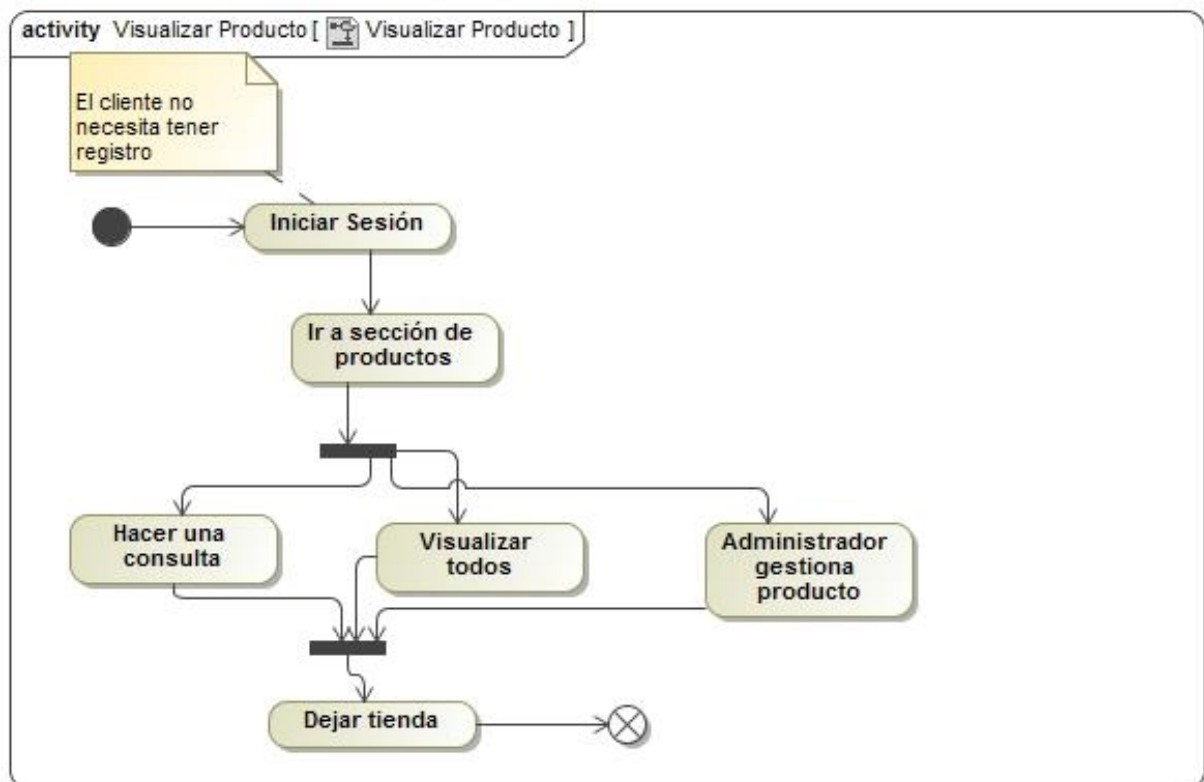 activity Visualizar Producto [ Visualizar Producto ]
El cliente no
necesita tener
registro
Iniciar Sesión
Ir a sección de
productos
Hacer una
consulta
Visualizar
todos
Administrador
gestiona
producto
Dejar tienda